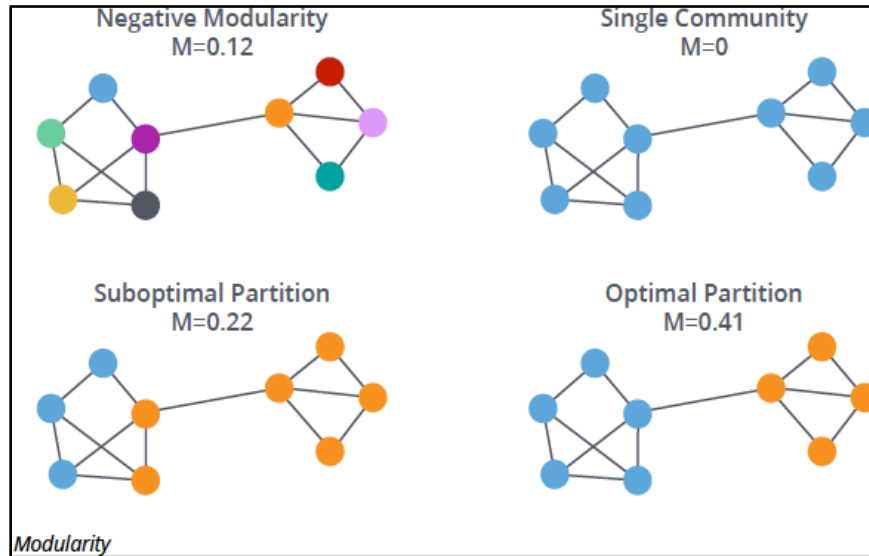 Negative Modularity
M=0.12
Single Community
M=0
Suboptimal Partition
M=0.22
Optimal Partition
M=0.41
Modularity